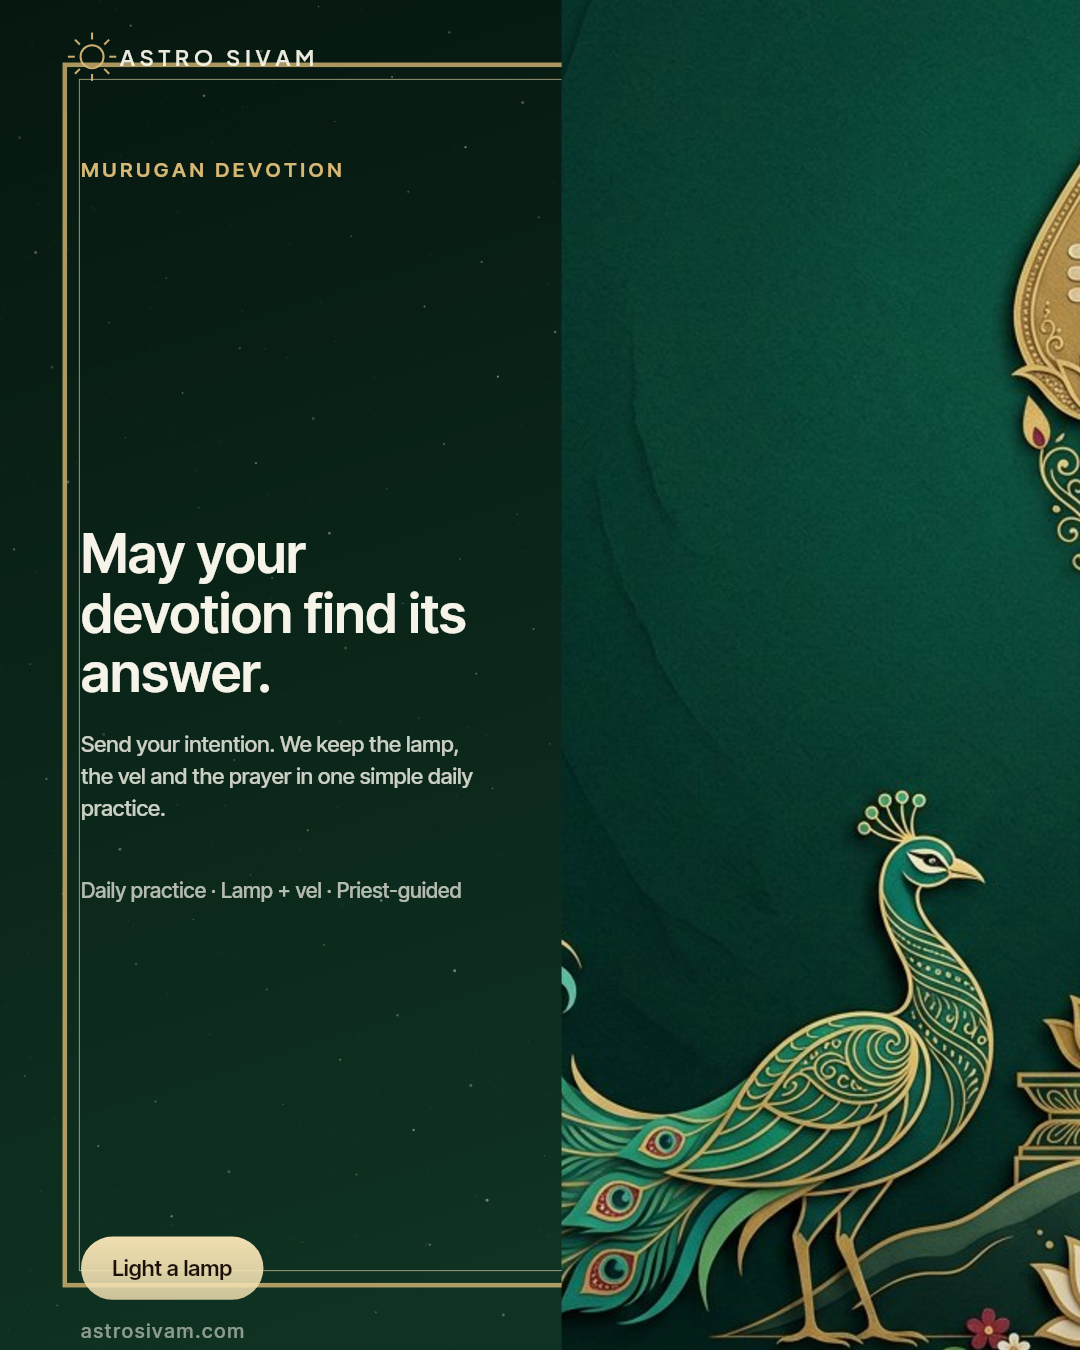 ASTRO SIVAM
MURUGAN DEVOTION
May your
devotion find its
answer.
Send your intention. We keep the lamp,
the vel and the prayer in one simple daily
practice.
Daily practice · Lamp + vel · Priest-guided
Light a lamp
astrosivam.com